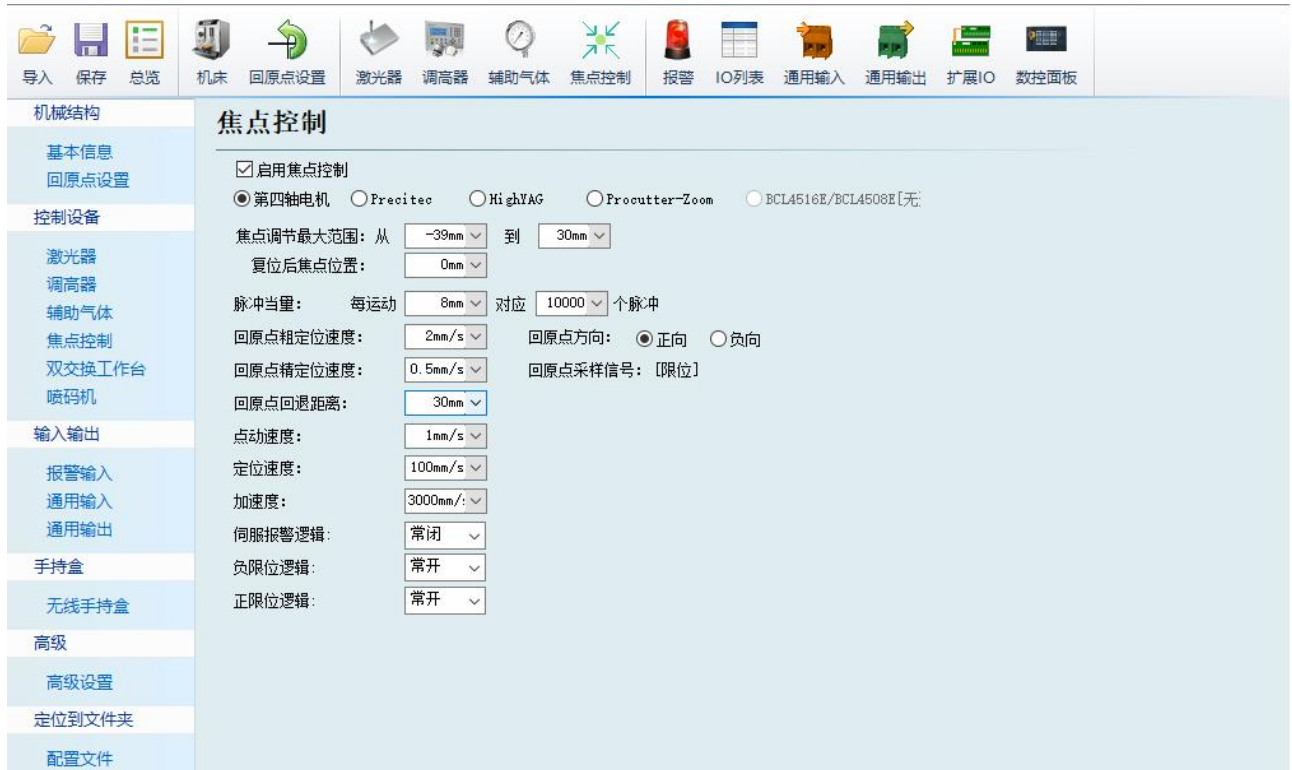 导入 保存 总览 机床 回原点设置 激光器 调高器 辅助气体 焦点控制 报警 IO列表 通用输入 通用输出 扩展IO 数控面板
机械结构
基本信息
回原点设置
控制设备
激光器
调高器
辅助气体
焦点控制
双交换工作台
喷码机
输入输出
报警输入
通用输入
通用输出
手持盒
无线手持盒
高级
高级设置
定位到文件夹
配置文件
焦点控制
启用焦点控制
第四轴电机 Precitec HighYAG Procutter-Zoom BCL4516E/BCL4508E[无
焦点调节最大范围: 从 -39mm 到 30mm
复位后焦点位置: 0mm
脉冲当量: 每运动 8mm 对应 10000 个脉冲
回原点粗定位速度: 2mm/s 回原点方向: 正向 负向
回原点精定位速度: 0.5mm/s 回原点采样信号: [限位]
回原点回退距离: 30mm
点动速度: 1mm/s
定位速度: 100mm/s
加速度: 3000mm/
伺服报警逻辑: 常闭
负限位逻辑: 常开
正限位逻辑: 常开